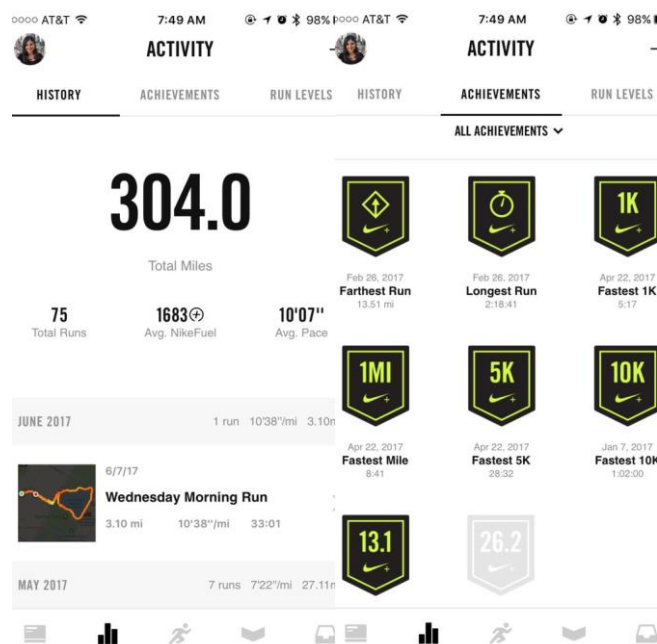 AT&T 7:49 AM 98%
ACTIVITY
HISTORY ACHIEVEMENTS RUN LEVELS
304.0
Total Miles
75 1683 10'07"
Total Runs Avg. NikeFuel Avg. Pace
JUNE 2017 1 run 10'38"/mi 3.10m
6/7/17
Wednesday Morning Run
3.10 mi 10'38"/mi 33:01
MAY 2017 7 runs 7'22"/mi 27.11m
AT&T 7:49 AM 98%
ACTIVITY
HISTORY ACHIEVEMENTS RUN LEVELS
ALL ACHIEVEMENTS
1K
Feb 26, 2017 Feb 26, 2017 Apr 22, 2017
Farthest Run Longest Run Fastest 1K
13.51 mi 2:18:41 5:17
1MI 5K 10K
Apr 22, 2017 Apr 22, 2017 Jan 7, 2017
Fastest Mile Fastest 5K Fastest 10K
8:41 28:32 1:02:00
13.1 26.2